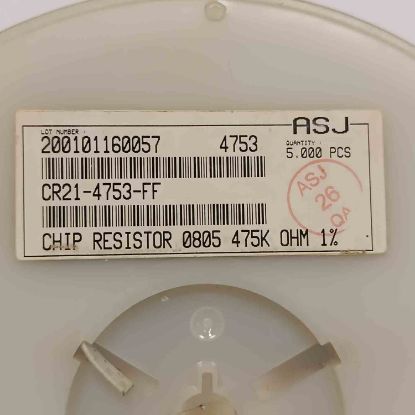 ASJ
LOT NUMBER :
200101160057 4753
QUANTITY :
5.000 PCS
CR21-4753-FF
ASJ
26
QA
CHIP RESISTOR 0805 475K OHM 1%